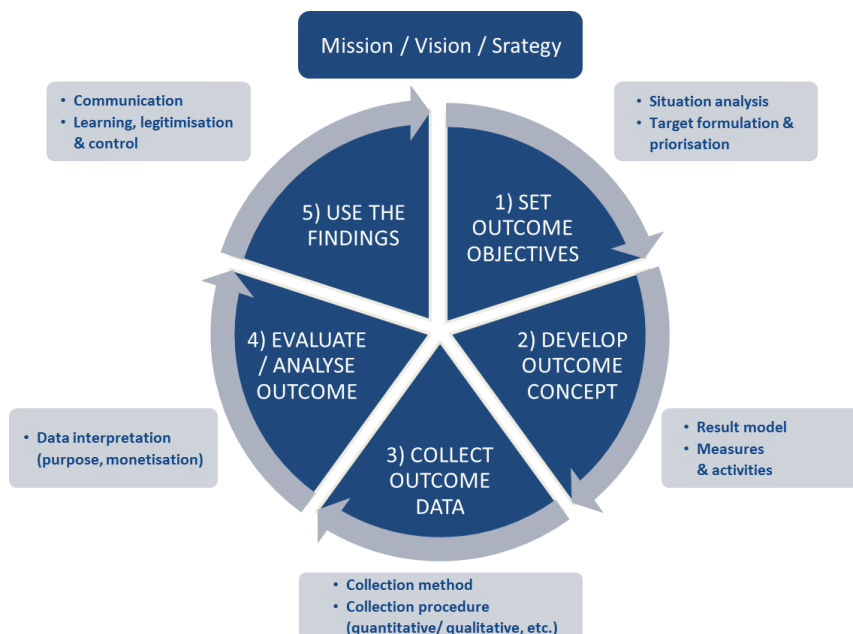 Mission / Vision / Srategy
• Communication
• Learning, legitimisation
& control
• Situation analysis
• Target formulation &
priorisation
5) USE THE
FINDINGS
1) SET
OUTCOME
OBJECTIVES
4) EVALUATE
/ ANALYSE
OUTCOME
2) DEVELOP
OUTCOME
CONCEPT
3) COLLECT
OUTCOME
DATA
• Data interpretation
(purpose, monetisation)
• Result model
• Measures
& activities
• Collection method
• Collection procedure
(quantitative/ qualitative, etc.)